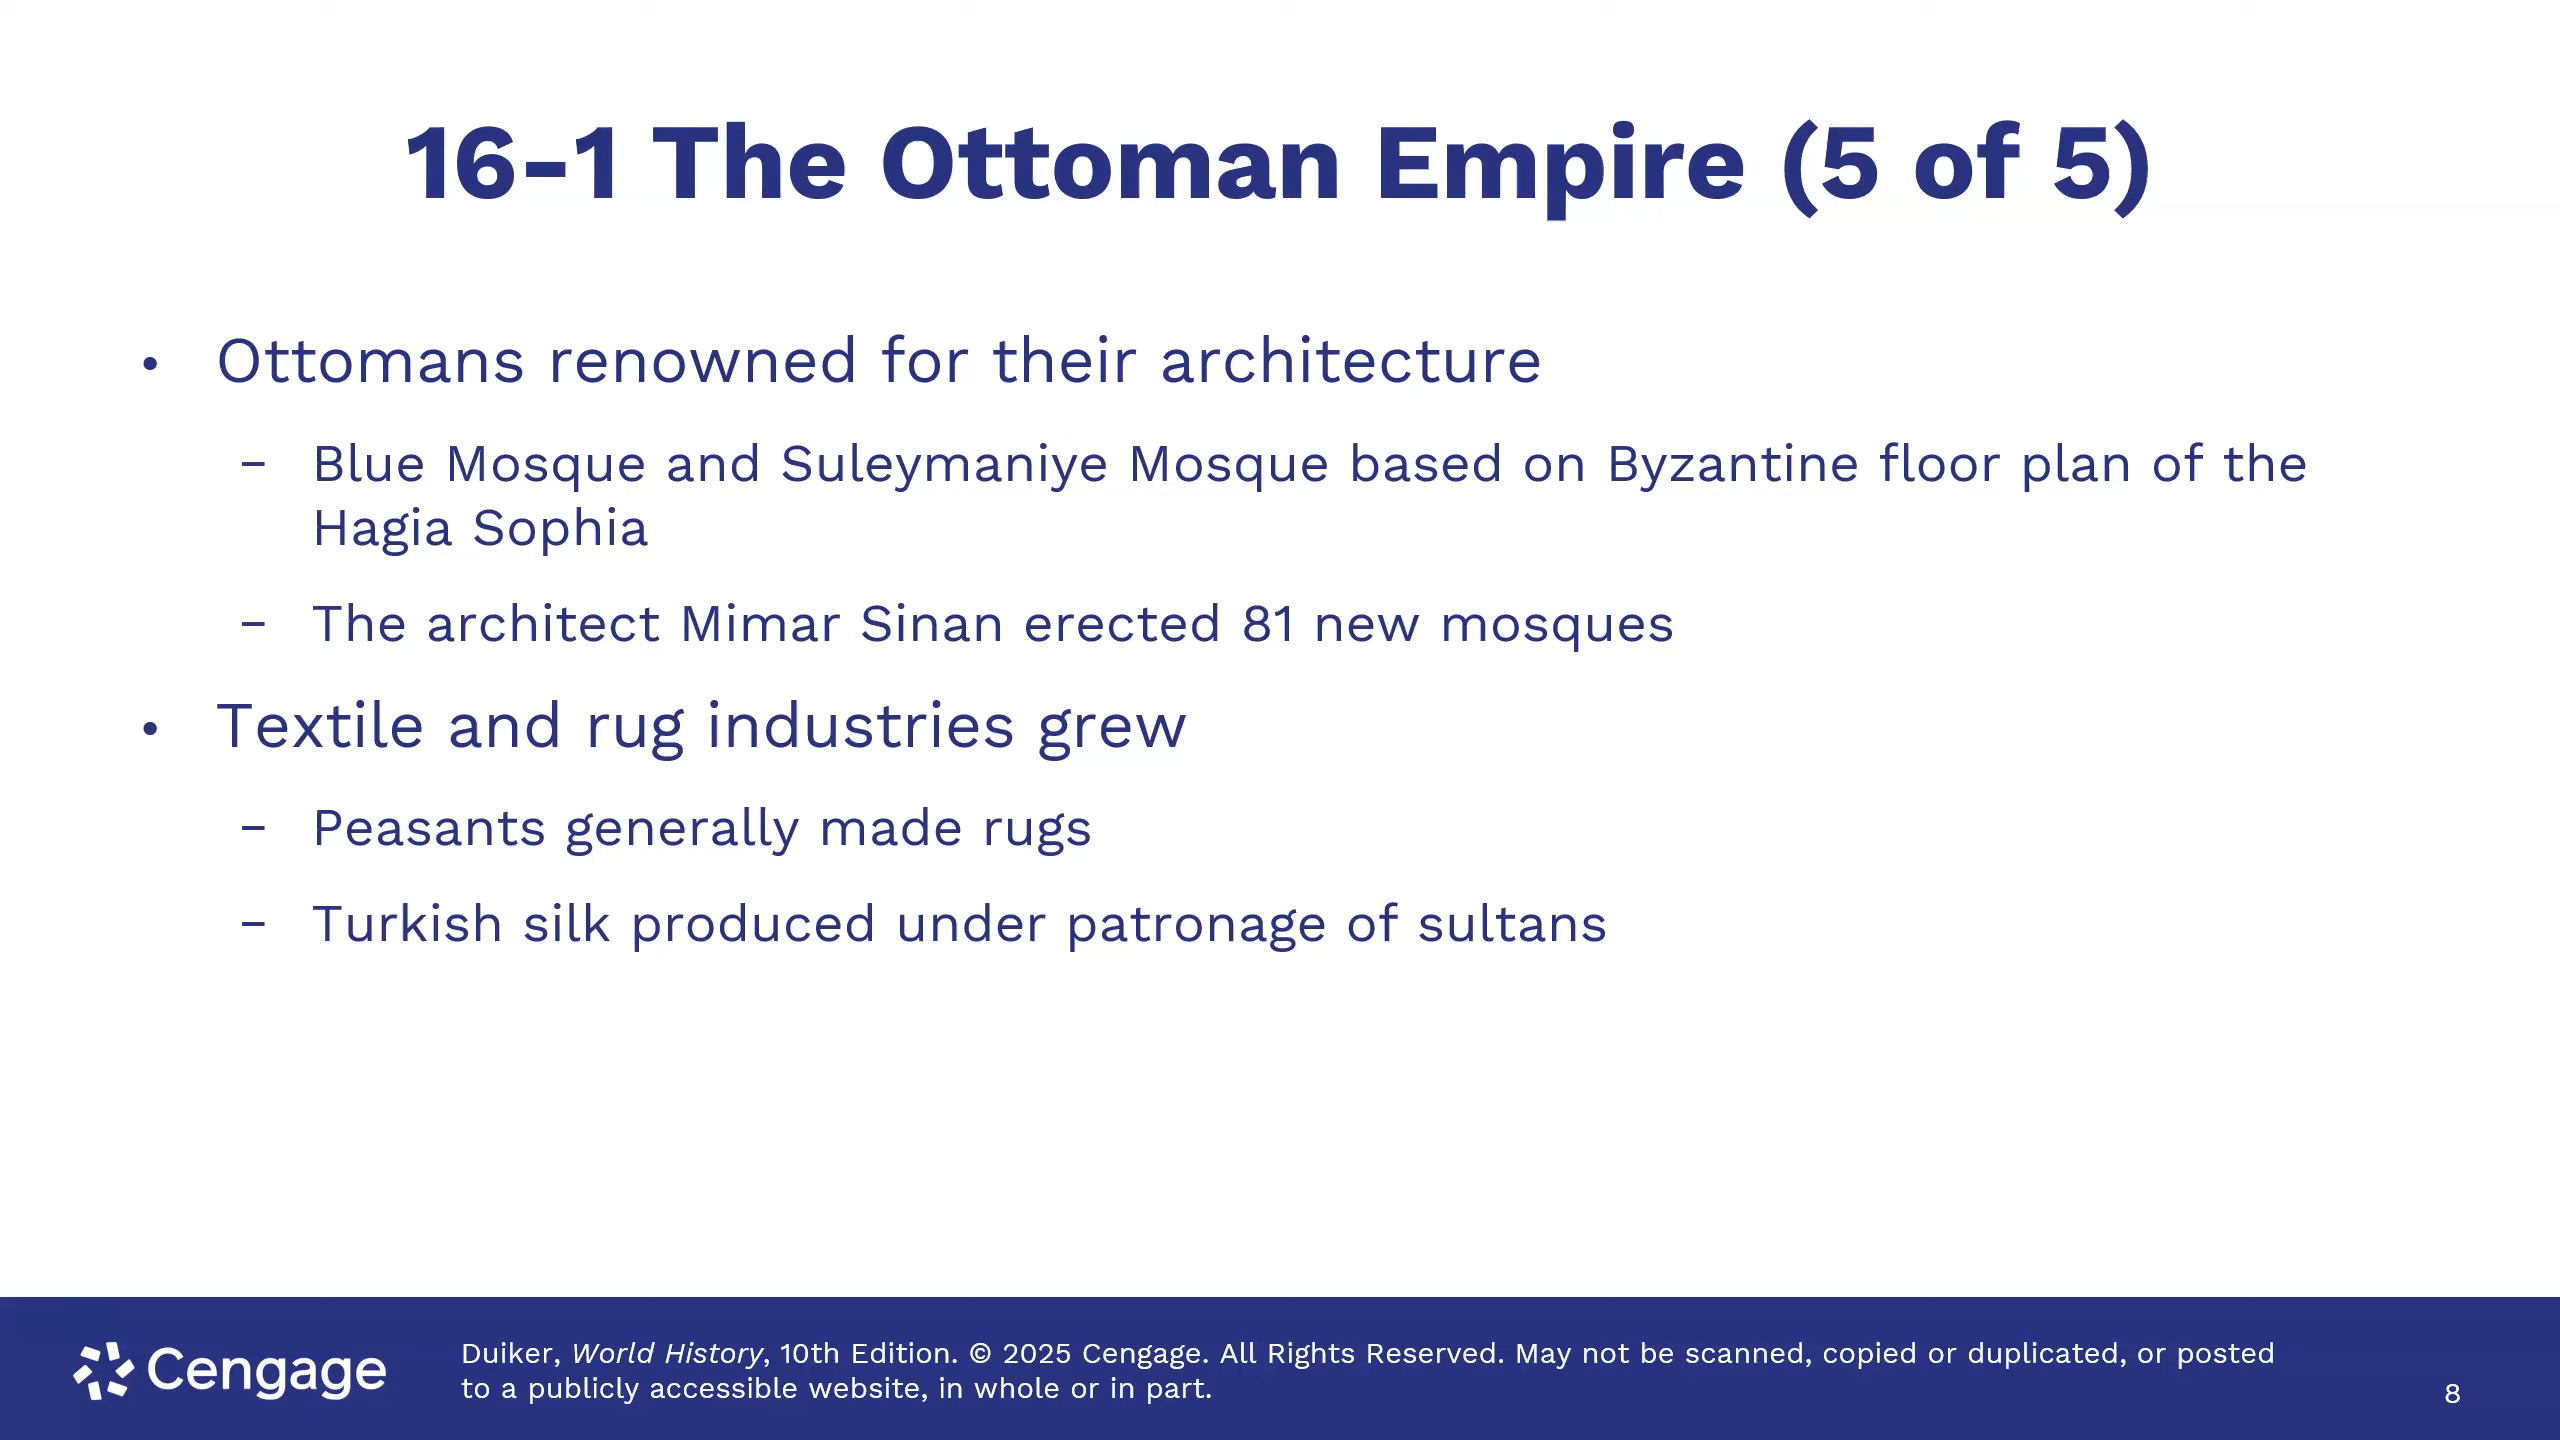 16-1 The Ottoman Empire (5 of 5)
• Ottomans renowned for their architecture
– Blue Mosque and Suleymaniye Mosque based on Byzantine floor plan of the
Hagia Sophia
– The architect Mimar Sinan erected 81 new mosques
• Textile and rug industries grew
– Peasants generally made rugs
– Turkish silk produced under patronage of sultans
Cengage
Duiker, World History, 10th Edition. © 2025 Cengage. All Rights Reserved. May not be scanned, copied or duplicated, or posted
to a publicly accessible website, in whole or in part.
8